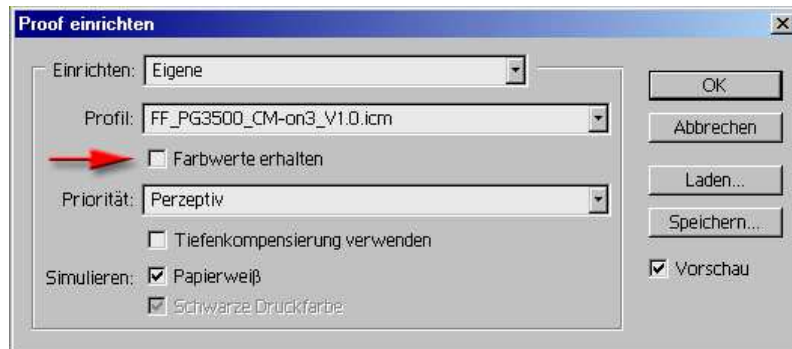 Proof einrichten
Einrichten: Eigene
OK
Profil: FF_PG3500_CM-on3_V1.0.icm
Abbrechen
Farbwerte erhalten
Laden...
Priorität: Perzeptiv
Speichern...
Tiefenkompensierung verwenden
Simulieren: Papierweiß
Vorschau
Schwarze Druckfarbe